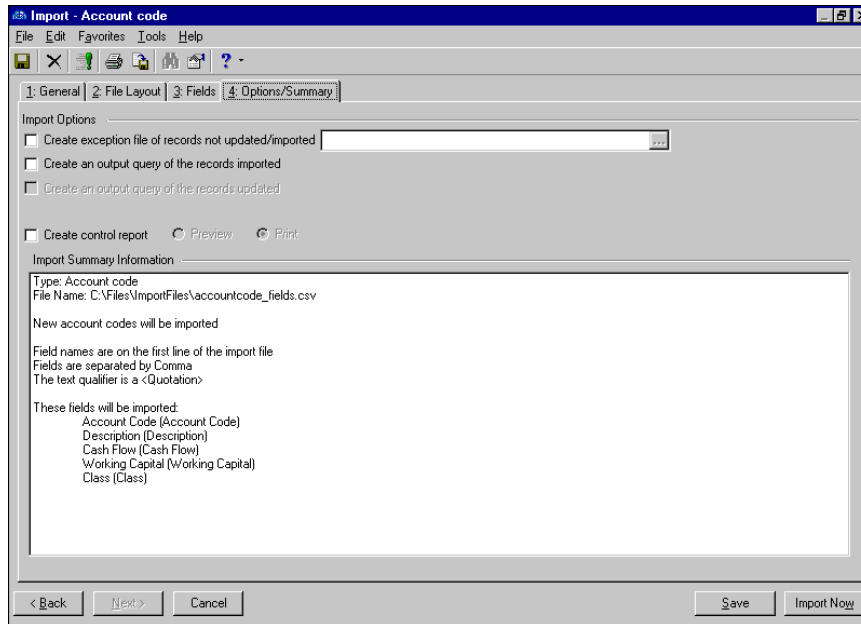 Import - Account code
File Edit Favorites Tools Help
1: General 2: File Layout 3: Fields 4: Options/Summary
Import Options
Create exception file of records not updated/imported ...
Create an output query of the records imported
Create an output query of the records updated
Create control report Preview Print
Import Summary Information
Type: Account code
File Name: C:\Files\ImportFiles\accountcode_fields.csv
New account codes will be imported
Field names are on the first line of the import file
Fields are separated by Comma
The text qualifier is a <Quotation>
These fields will be imported:
Account Code (Account Code)
Description (Description)
Cash Flow (Cash Flow)
Working Capital (Working Capital)
Class (Class)
< Back Next > Cancel Save Import Now